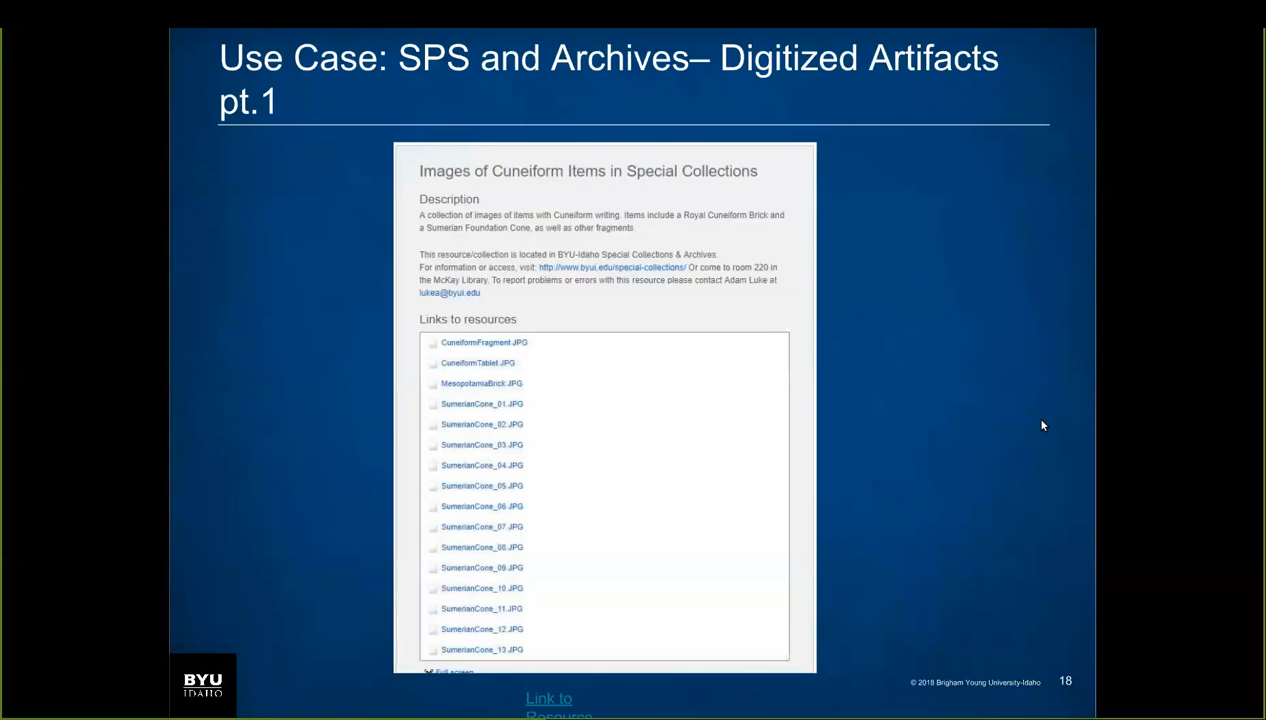 Use Case: SPS and Archives– Digitized Artifacts
pt.1
Images of Cuneiform Items in Special Collections
Description
A collection of images of items with Cuneiform writing. Items include a Royal Cuneiform Brick and
a Sumerian Foundation Cone, as well as other fragments
This resource/collection is located in BYU-Idaho Special Collections & Archives.
For information or access, visit: http://www.byui.edu/special-collections/ Or come to room 220 in
the McKay Library. To report problems or errors with this resource please contact Adam Luke at
lukea@byui.edu
Links to resources
CuneiformFragment.JPG
CuneiformTablet.JPG
MesopotamiaBrick.JPG
SumerianCone_01.JPG
SumerianCone_02.JPG
SumerianCone_03.JPG
SumerianCone_04.JPG
SumerianCone_05.JPG
SumerianCone_06.JPG
SumerianCone_07.JPG
SumerianCone_08.JPG
SumerianCone_09.JPG
SumerianCone_10.JPG
SumerianCone_11.JPG
SumerianCone_12.JPG
SumerianCone_13.JPG
Full screen
Link to
Resource
BYU
IDAHO
© 2018 Brigham Young University-Idaho
18